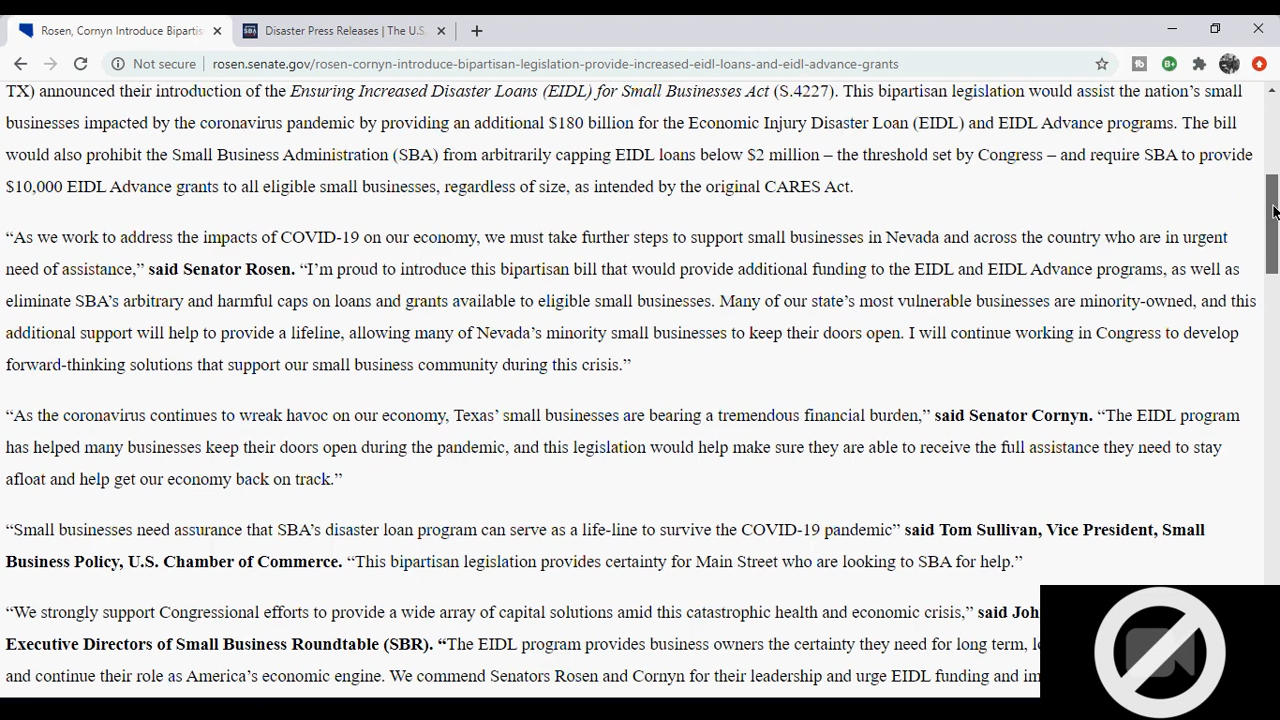 Rosen, Cornyn Introduce Bipartis
Disaster Press Releases | The U.S.
Not secure | rosen.senate.gov/rosen-cornyn-introduce-bipartisan-legislation-provide-increased-eidl-loans-and-eidl-advance-grants
TX) announced their introduction of the Ensuring Increased Disaster Loans (EIDL) for Small Businesses Act (S.4227). This bipartisan legislation would assist the nation’s small
businesses impacted by the coronavirus pandemic by providing an additional $180 billion for the Economic Injury Disaster Loan (EIDL) and EIDL Advance programs. The bill
would also prohibit the Small Business Administration (SBA) from arbitrarily capping EIDL loans below $2 million – the threshold set by Congress – and require SBA to provide
$10,000 EIDL Advance grants to all eligible small businesses, regardless of size, as intended by the original CARES Act.
“As we work to address the impacts of COVID-19 on our economy, we must take further steps to support small businesses in Nevada and across the country who are in urgent
need of assistance,” said Senator Rosen. “I’m proud to introduce this bipartisan bill that would provide additional funding to the EIDL and EIDL Advance programs, as well as
eliminate SBA’s arbitrary and harmful caps on loans and grants available to eligible small businesses. Many of our state’s most vulnerable businesses are minority-owned, and this
additional support will help to provide a lifeline, allowing many of Nevada’s minority small businesses to keep their doors open. I will continue working in Congress to develop
forward-thinking solutions that support our small business community during this crisis.”
“As the coronavirus continues to wreak havoc on our economy, Texas’ small businesses are bearing a tremendous financial burden,” said Senator Cornyn. “The EIDL program
has helped many businesses keep their doors open during the pandemic, and this legislation would help make sure they are able to receive the full assistance they need to stay
afloat and help get our economy back on track.”
“Small businesses need assurance that SBA’s disaster loan program can serve as a life-line to survive the COVID-19 pandemic” said Tom Sullivan, Vice President, Small
Business Policy, U.S. Chamber of Commerce. “This bipartisan legislation provides certainty for Main Street who are looking to SBA for help.”
“We strongly support Congressional efforts to provide a wide array of capital solutions amid this catastrophic health and economic crisis,” said Joh
Executive Directors of Small Business Roundtable (SBR). “The EIDL program provides business owners the certainty they need for long term, l
and continue their role as America’s economic engine. We commend Senators Rosen and Cornyn for their leadership and urge EIDL funding and im